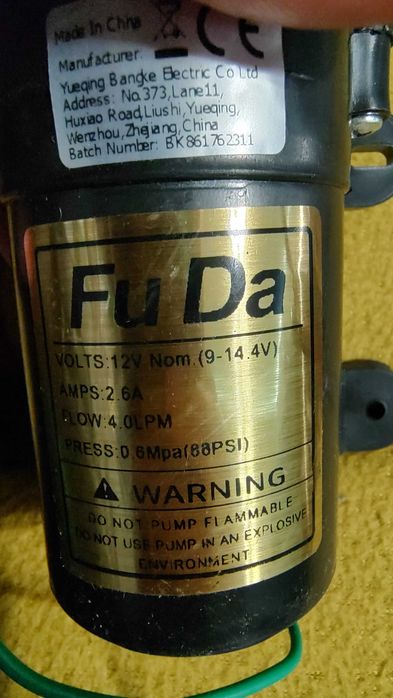 Made In China
CE
Manufacturer:
Yueqing Bangke Electric Co Ltd
Address: No.373,Lane11,
Huxiao Road,Liushi,Yueqing,
Wenzhou,Zhejiang,China
Batch Number: BK861762311
Fu Da
VOLTS:12V Nom.(9-14.4V)
AMPS:2.6A
FLOW:4.0LPM
PRESS:0.6Mpa(88PSI)
WARNING
DO NOT PUMP FLAMMABLE
DO NOT USE PUMP IN AN EXPLOSIVE
ENVIRONMENT